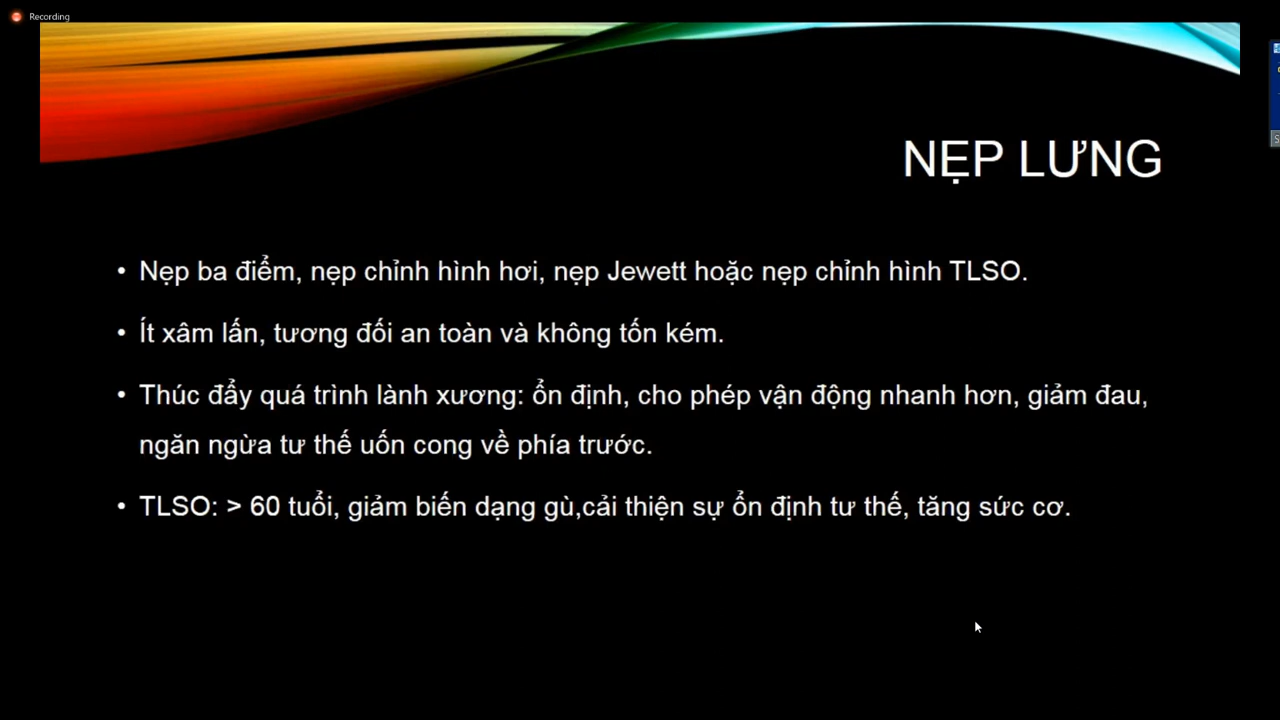 Recording
NẸP LƯNG
• Nẹp ba điểm, nẹp chỉnh hình hơi, nẹp Jewett hoặc nẹp chỉnh hình TLSO.
• Ít xâm lấn, tương đối an toàn và không tốn kém.
• Thúc đẩy quá trình lành xương: ổn định, cho phép vận động nhanh hơn, giảm đau,
ngăn ngừa tư thế uốn cong về phía trước.
• TLSO: > 60 tuổi, giảm biến dạng gù,cải thiện sự ổn định tư thế, tăng sức cơ.